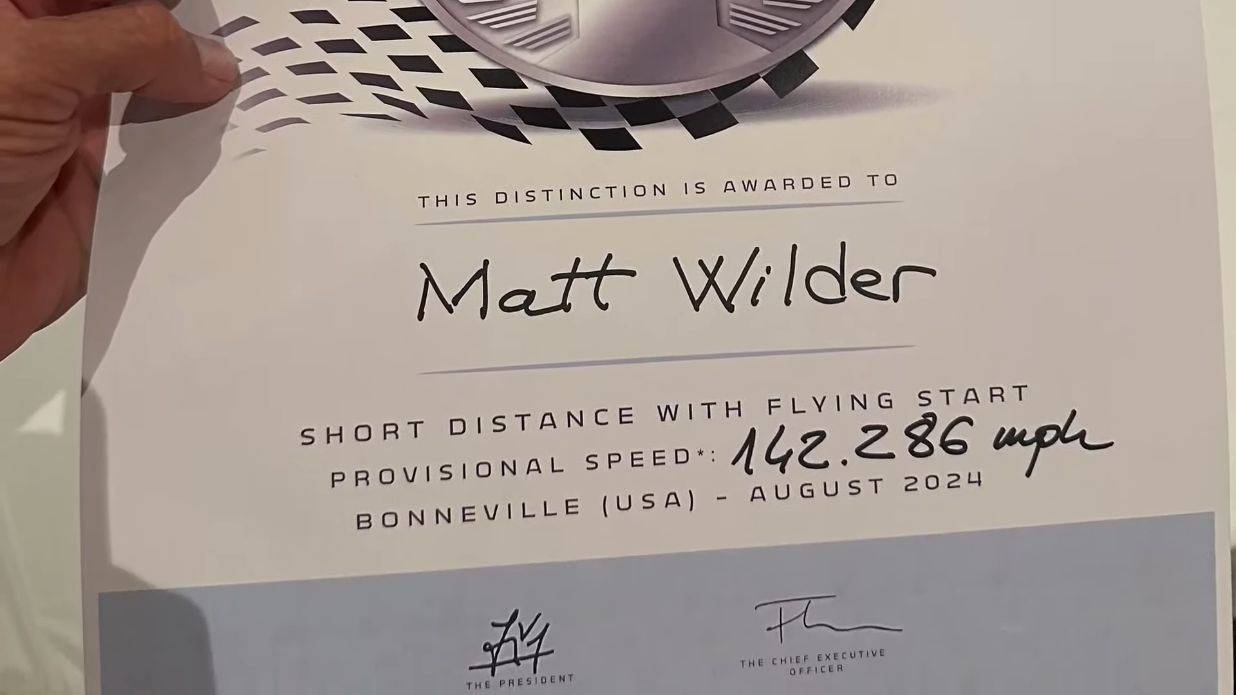 THIS DISTINCTION IS AWARDED TO
Matt Wilder
SHORT DISTANCE WITH FLYING START
PROVISIONAL SPEED*: 142.286 mph
BONNEVILLE (USA) - AUGUST 2024
THE PRESIDENT
THE CHIEF EXECUTIVE
OFFICER